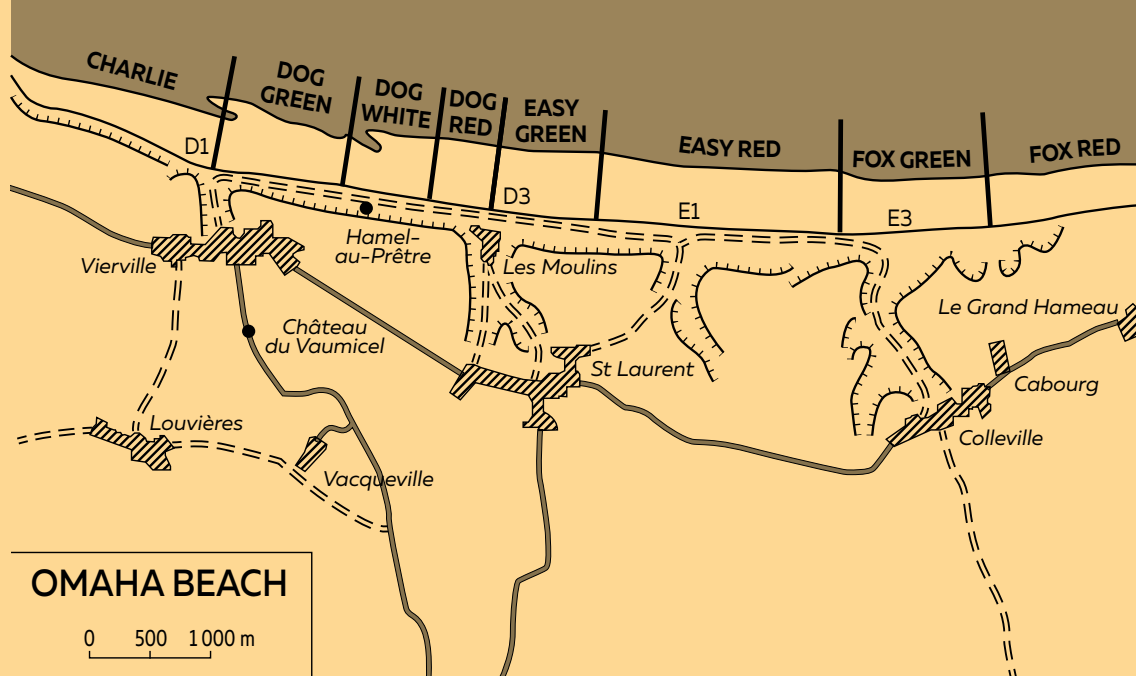 CHARLIE
DOG
GREEN
DOG
WHITE
DOG
RED
EASY
GREEN
EASY RED
FOX GREEN
FOX RED
D1
D3
E1
E3
Hamel-
au-Prêtre
Vierville
Les Moulins
Le Grand Hameau
Château
du Vaumicel
St Laurent
Cabourg
Louvières
Colleville
Vacqueville
OMAHA BEACH
0 500 1000 m